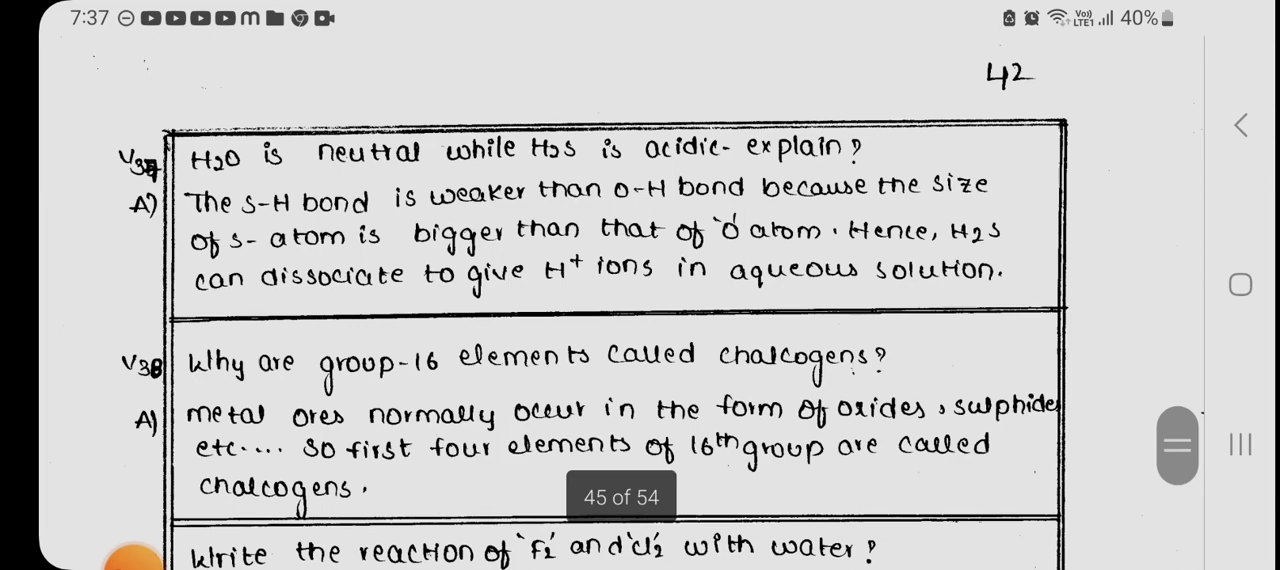 7:37
Vo)
LTE1
40%
42
V37
H2O is neutral while H2S is acidic- explain?
A)
The S-H bond is weaker than O-H bond because the size
of s- atom is bigger than that of 'O' atom. Hence, H2S
can dissociate to give H+ ions in aqueous solution.
V38
Why are group-16 elements called chalcogens?
A)
metal ores normally occur in the form of oxides, sulphides
etc.... so first four elements of 16th group are called
chalcogens.
45 of 54
Write the reaction of 'F2' and 'Cl2' with water?